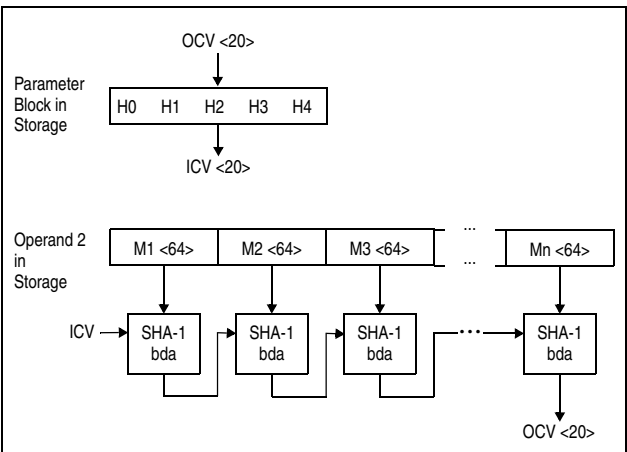 OCV <20>
Parameter
Block in
Storage
H0 H1 H2 H3 H4
ICV <20>
Operand 2
in
Storage
M1 <64> M2 <64> M3 <64> ... ... Mn <64>
ICV
SHA-1
bda
SHA-1
bda
SHA-1
bda
...
SHA-1
bda
OCV <20>